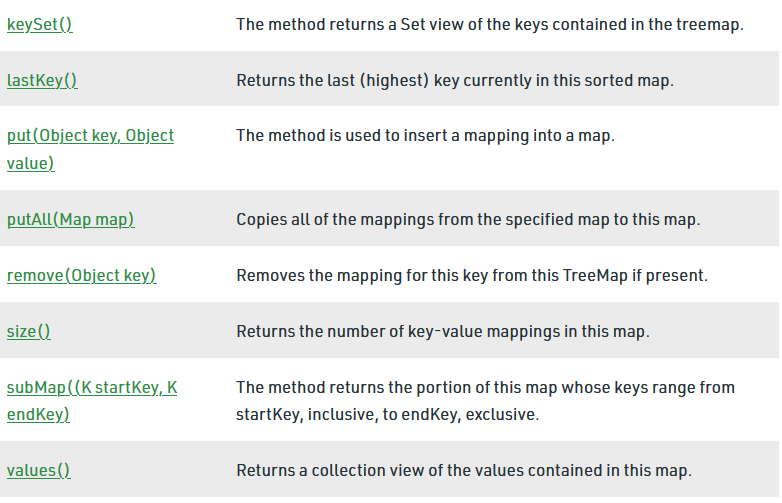 keySet() The method returns a Set view of the keys contained in the treemap.
lastKey() Returns the last (highest) key currently in this sorted map.
put(Object key, Object The method is used to insert a mapping into a map.
value)
putAll(Map map) Copies all of the mappings from the specified map to this map.
remove(Object key) Removes the mapping for this key from this TreeMap if present.
size() Returns the number of key-value mappings in this map.
subMap((K startKey, K The method returns the portion of this map whose keys range from
endKey) startKey, inclusive, to endKey, exclusive.
values() Returns a collection view of the values contained in this map.